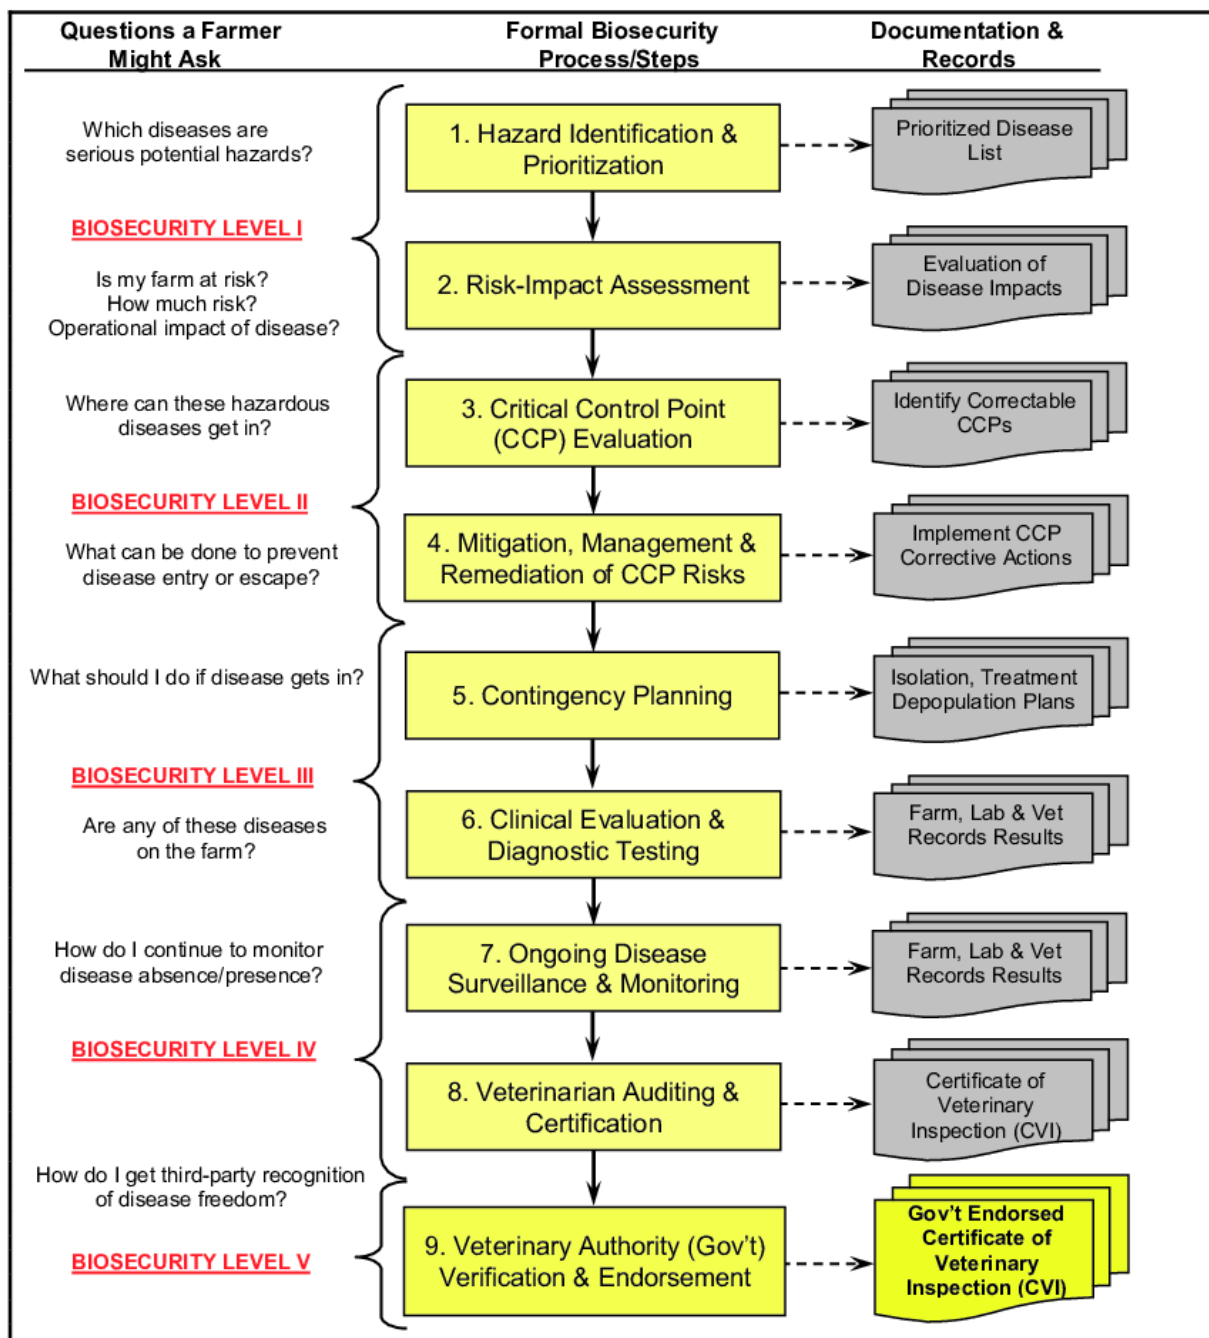 Questions a Farmer
Might Ask
Formal Biosecurity
Process/Steps
Documentation &
Records
Which diseases are
serious potential hazards?
1. Hazard Identification &
Prioritization
Prioritized Disease
List
BIOSECURITY LEVEL I
Is my farm at risk?
How much risk?
Operational impact of disease?
2. Risk-Impact Assessment
Evaluation of
Disease Impacts
Where can these hazardous
diseases get in?
3. Critical Control Point
(CCP) Evaluation
Identify Correctable
CCPs
BIOSECURITY LEVEL II
What can be done to prevent
disease entry or escape?
4. Mitigation, Management &
Remediation of CCP Risks
Implement CCP
Corrective Actions
What should I do if disease gets in?
5. Contingency Planning
Isolation, Treatment
Depopulation Plans
BIOSECURITY LEVEL III
Are any of these diseases
on the farm?
6. Clinical Evaluation &
Diagnostic Testing
Farm, Lab & Vet
Records Results
How do I continue to monitor
disease absence/presence?
7. Ongoing Disease
Surveillance & Monitoring
Farm, Lab & Vet
Records Results
BIOSECURITY LEVEL IV
8. Veterinarian Auditing &
Certification
Certificate of
Veterinary
Inspection (CVI)
How do I get third-party recognition
of disease freedom?
BIOSECURITY LEVEL V
9. Veterinary Authority (Gov't)
Verification & Endorsement
Gov't Endorsed
Certificate of
Veterinary
Inspection (CVI)